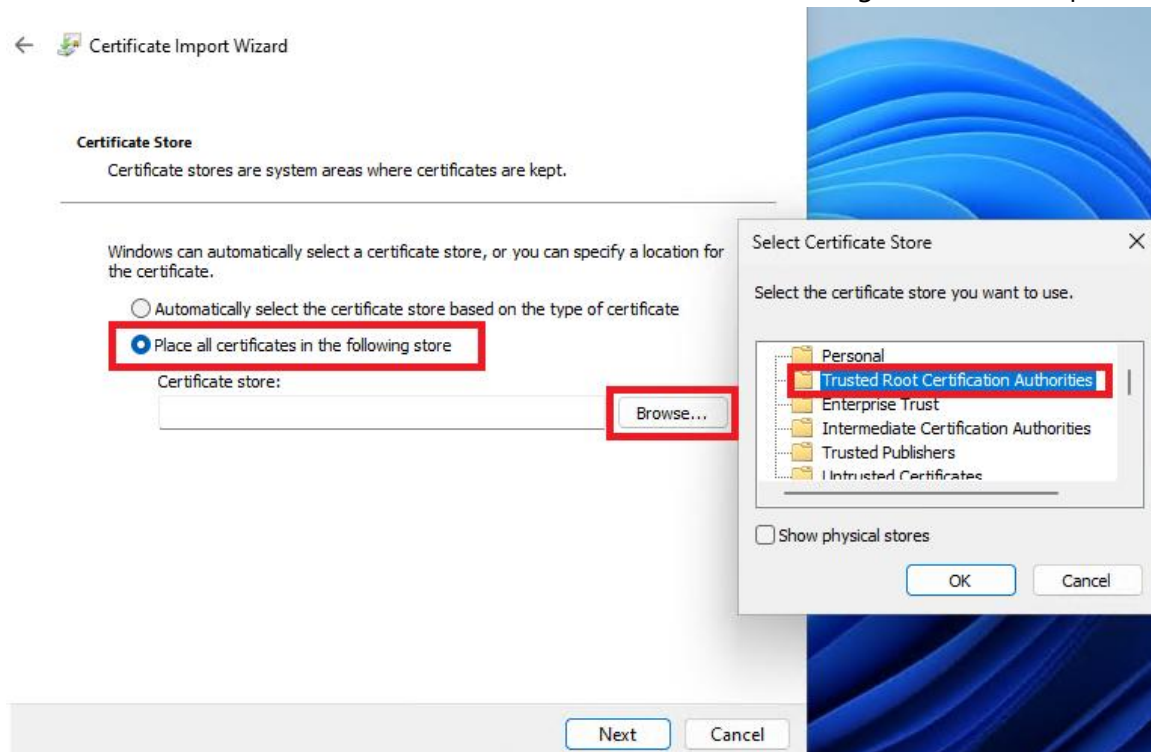 Certificate Import Wizard
Certificate Store
Certificate stores are system areas where certificates are kept.
Windows can automatically select a certificate store, or you can specify a location for
the certificate.
Automatically select the certificate store based on the type of certificate
Place all certificates in the following store
Certificate store:
Browse...
Next
Cancel
Select Certificate Store
Select the certificate store you want to use.
Personal
Trusted Root Certification Authorities
Enterprise Trust
Intermediate Certification Authorities
Trusted Publishers
Untrusted Certificates
Show physical stores
OK
Cancel